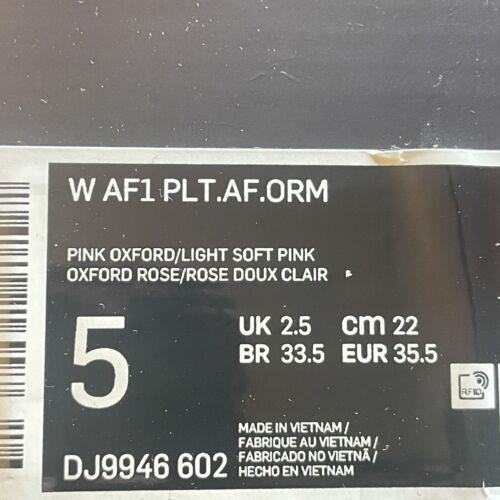 W AF1 PLT.AF.ORM
PINK OXFORD/LIGHT SOFT PINK
OXFORD ROSE/ROSE DOUX CLAIR
5
UK 2.5 cm 22
BR 33.5 EUR 35.5
RFID
MADE IN VIETNAM /
FABRIQUE AU VIETNAM /
FABRICADO NO VIETNÃ /
HECHO EN VIETNAM
DJ9946 602